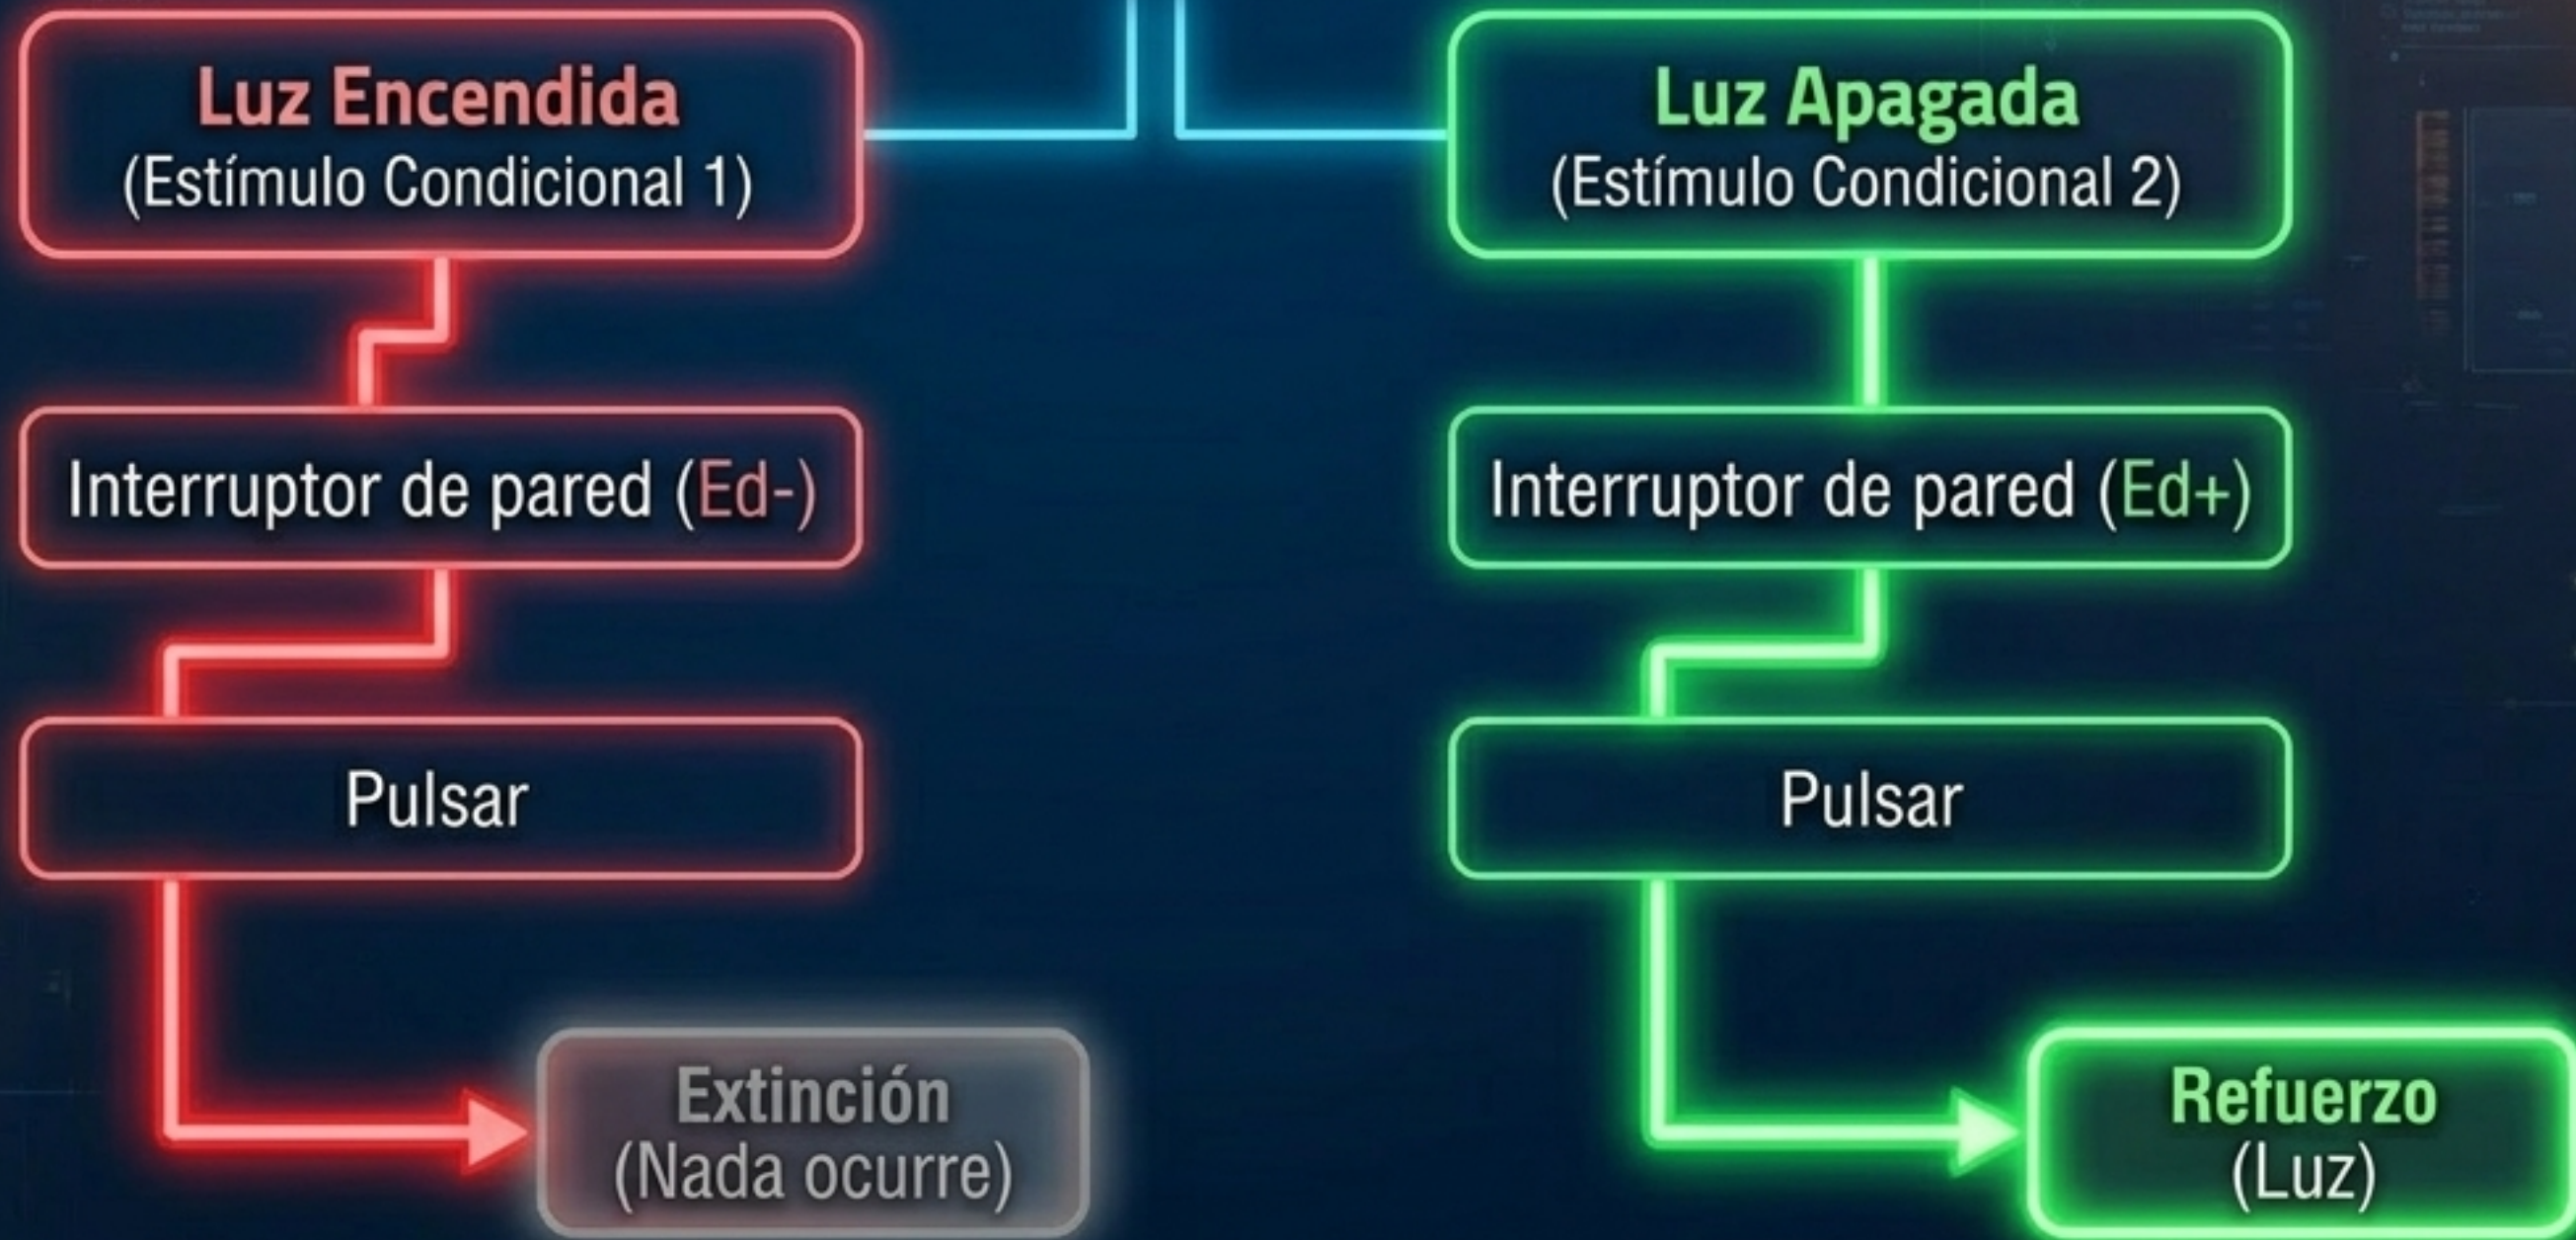 Luz Encendida
(Estímulo Condicional 1)
Interruptor de pared (Ed-)
Pulsar
Extinción
(Nada ocurre)
Luz Apagada
(Estímulo Condicional 2)
Interruptor de pared (Ed+)
Pulsar
Refuerzo
(Luz)